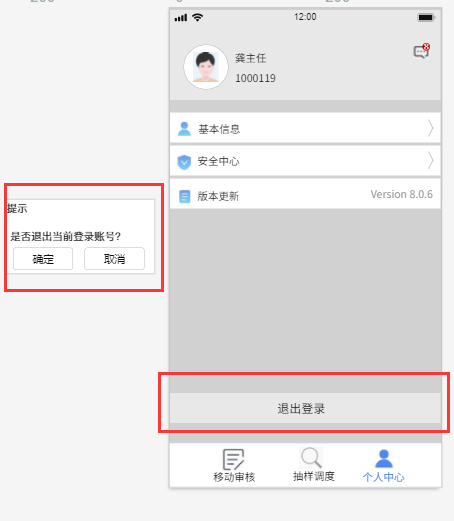 12:00
龚主任
1000119
8
基本信息
安全中心
版本更新
Version 8.0.6
提示
是否退出当前登录账号?
确定
取消
退出登录
移动审核
抽样调度
个人中心